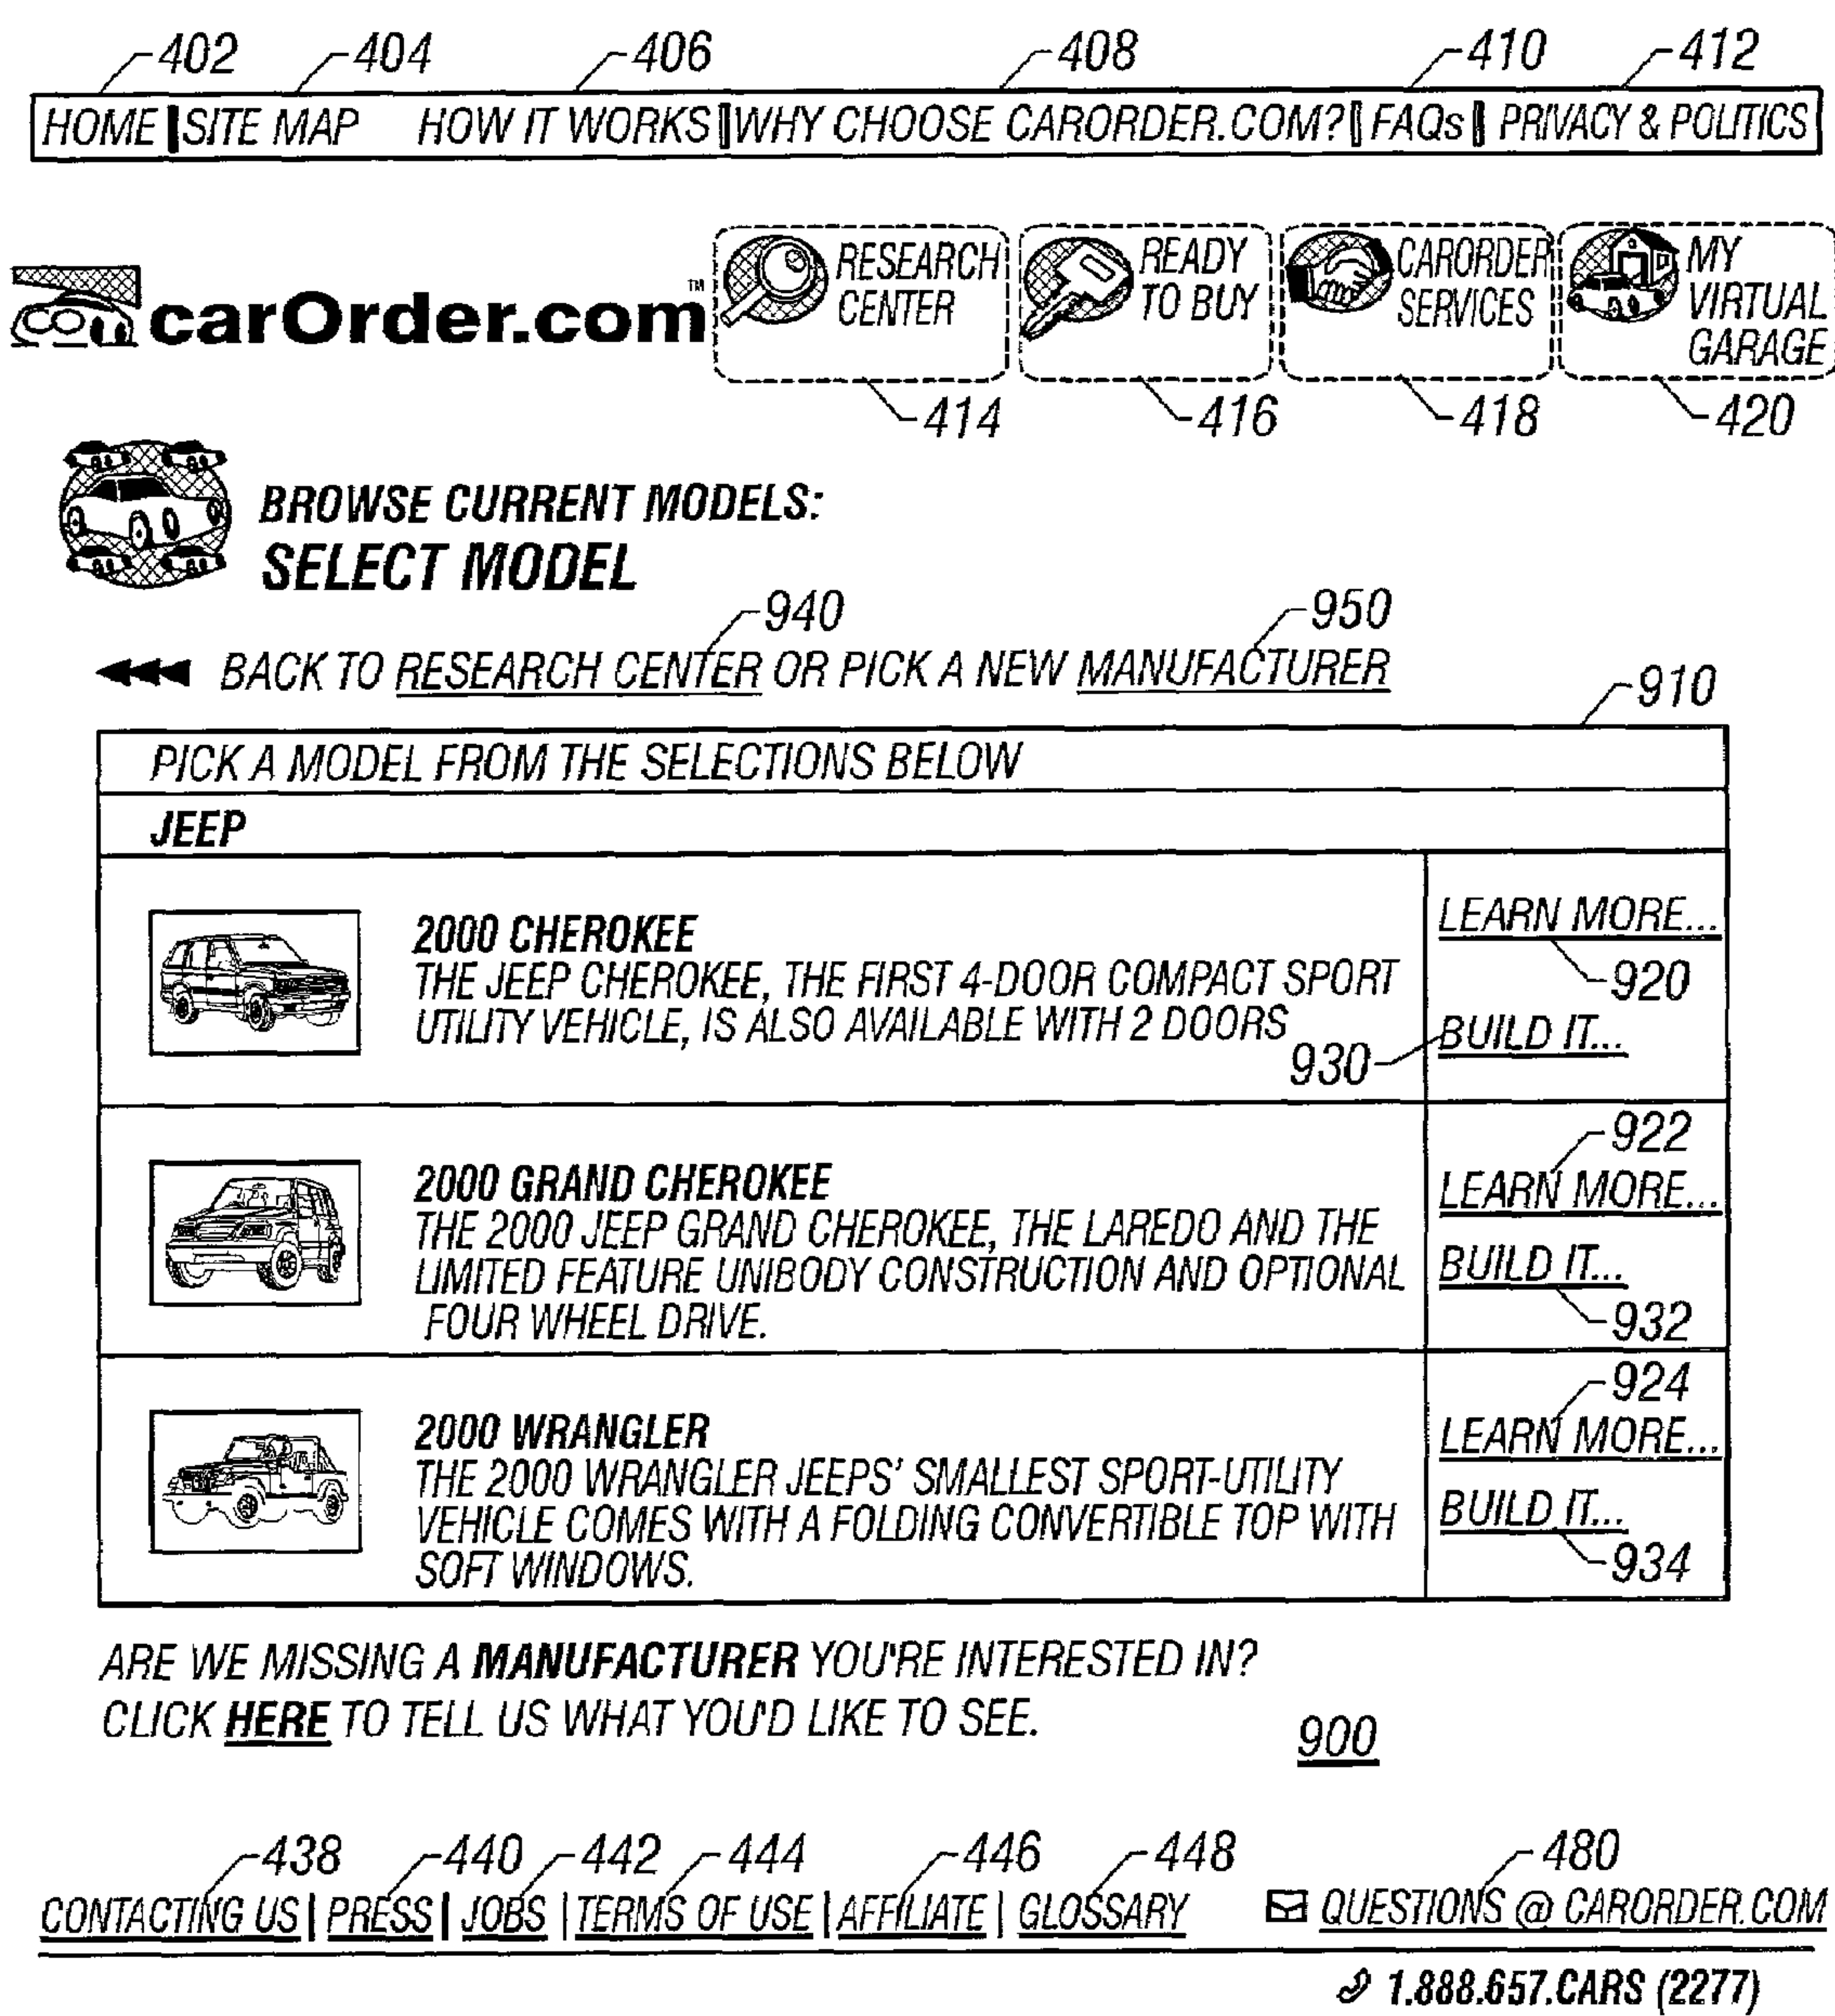 402 404 406 408 410 412
HOME SITE MAP HOW IT WORKS WHY CHOOSE CARORDER.COM? FAQs PRIVACY & POLITICS
carOrder.com™
RESEARCH
CENTER
READY
TO BUY
CARORDER
SERVICES
MY
VIRTUAL
GARAGE
414 416 418 420
BROWSE CURRENT MODELS:
SELECT MODEL
940 950
BACK TO RESEARCH CENTER OR PICK A NEW MANUFACTURER
910
PICK A MODEL FROM THE SELECTIONS BELOW
JEEP
2000 CHEROKEE
THE JEEP CHEROKEE, THE FIRST 4-DOOR COMPACT SPORT
UTILITY VEHICLE, IS ALSO AVAILABLE WITH 2 DOORS
LEARN MORE...
920
BUILD IT...
930
2000 GRAND CHEROKEE
THE 2000 JEEP GRAND CHEROKEE, THE LAREDO AND THE
LIMITED FEATURE UNIBODY CONSTRUCTION AND OPTIONAL
FOUR WHEEL DRIVE.
922
LEARN MORE...
BUILD IT...
932
2000 WRANGLER
THE 2000 WRANGLER JEEPS' SMALLEST SPORT-UTILITY
VEHICLE COMES WITH A FOLDING CONVERTIBLE TOP WITH
SOFT WINDOWS.
924
LEARN MORE...
BUILD IT...
934
ARE WE MISSING A MANUFACTURER YOU'RE INTERESTED IN?
CLICK HERE TO TELL US WHAT YOU'D LIKE TO SEE.
900
438 440 442 444 446 448 480
CONTACTING US | PRESS | JOBS | TERMS OF USE | AFFILIATE | GLOSSARY QUESTIONS @ CARORDER.COM
1.888.657.CARS (2277)